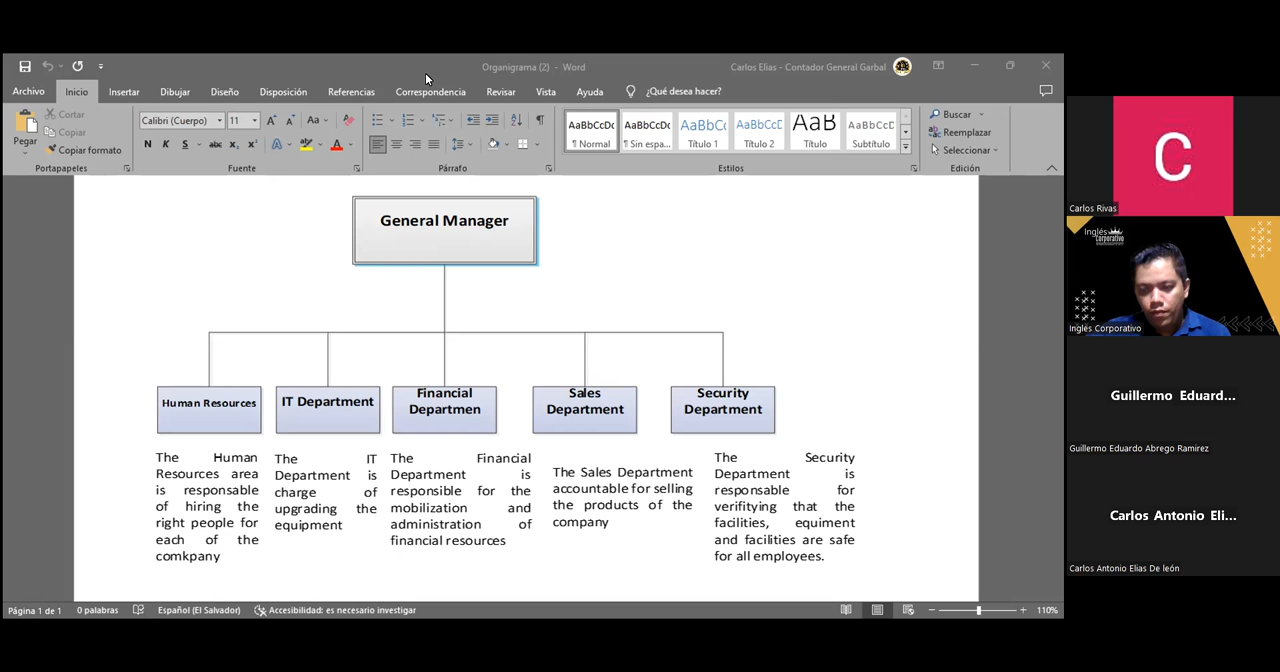 Organigrama (2) - Word
Carlos Elias - Contador General Garbal
Archivo Inicio Insertar Dibujar Diseño Disposición Referencias Correspondencia Revisar Vista Ayuda ¿Qué desea hacer?
Pegar
Cortar
Copiar
Copiar formato
Portapapeles
Calibri (Cuerpo) 11
N K S abc x₂ x²
Fuente
Párrafo
AaBbCcDc
¶ Normal
AaBbCcDc
¶ Sin espa...
AaBbCc
Título 1
AaBbCcD
Título 2
AaB
Título
AaBbCcD
Subtítulo
Estilos
Buscar
Reemplazar
Seleccionar
Edición
General Manager
Human Resources
IT Department
Financial
Departmen
Sales
Department
Security
Department
The Human
Resources area
is responsable
of hiring the
right people for
each of the
comkpany
The IT
Department is
charge of
upgrading the
equipment
The Financial
Department is
responsible for the
mobilization and
administration of
financial resources
The Sales Department
accountable for selling
the products of the
company
The Security
Department is
responsable for
verifitying that the
facilities, equiment
and facilities are safe
for all employees.
Página 1 de 1 0 palabras Español (El Salvador) Accesibilidad: es necesario investigar 110%
C
Carlos Rivas
Inglés
Corporativo
Inglés Corporativo
Guillermo Eduard...
Guillermo Eduardo Abrego Ramirez
Carlos Antonio Eli...
Carlos Antonio Elias De león